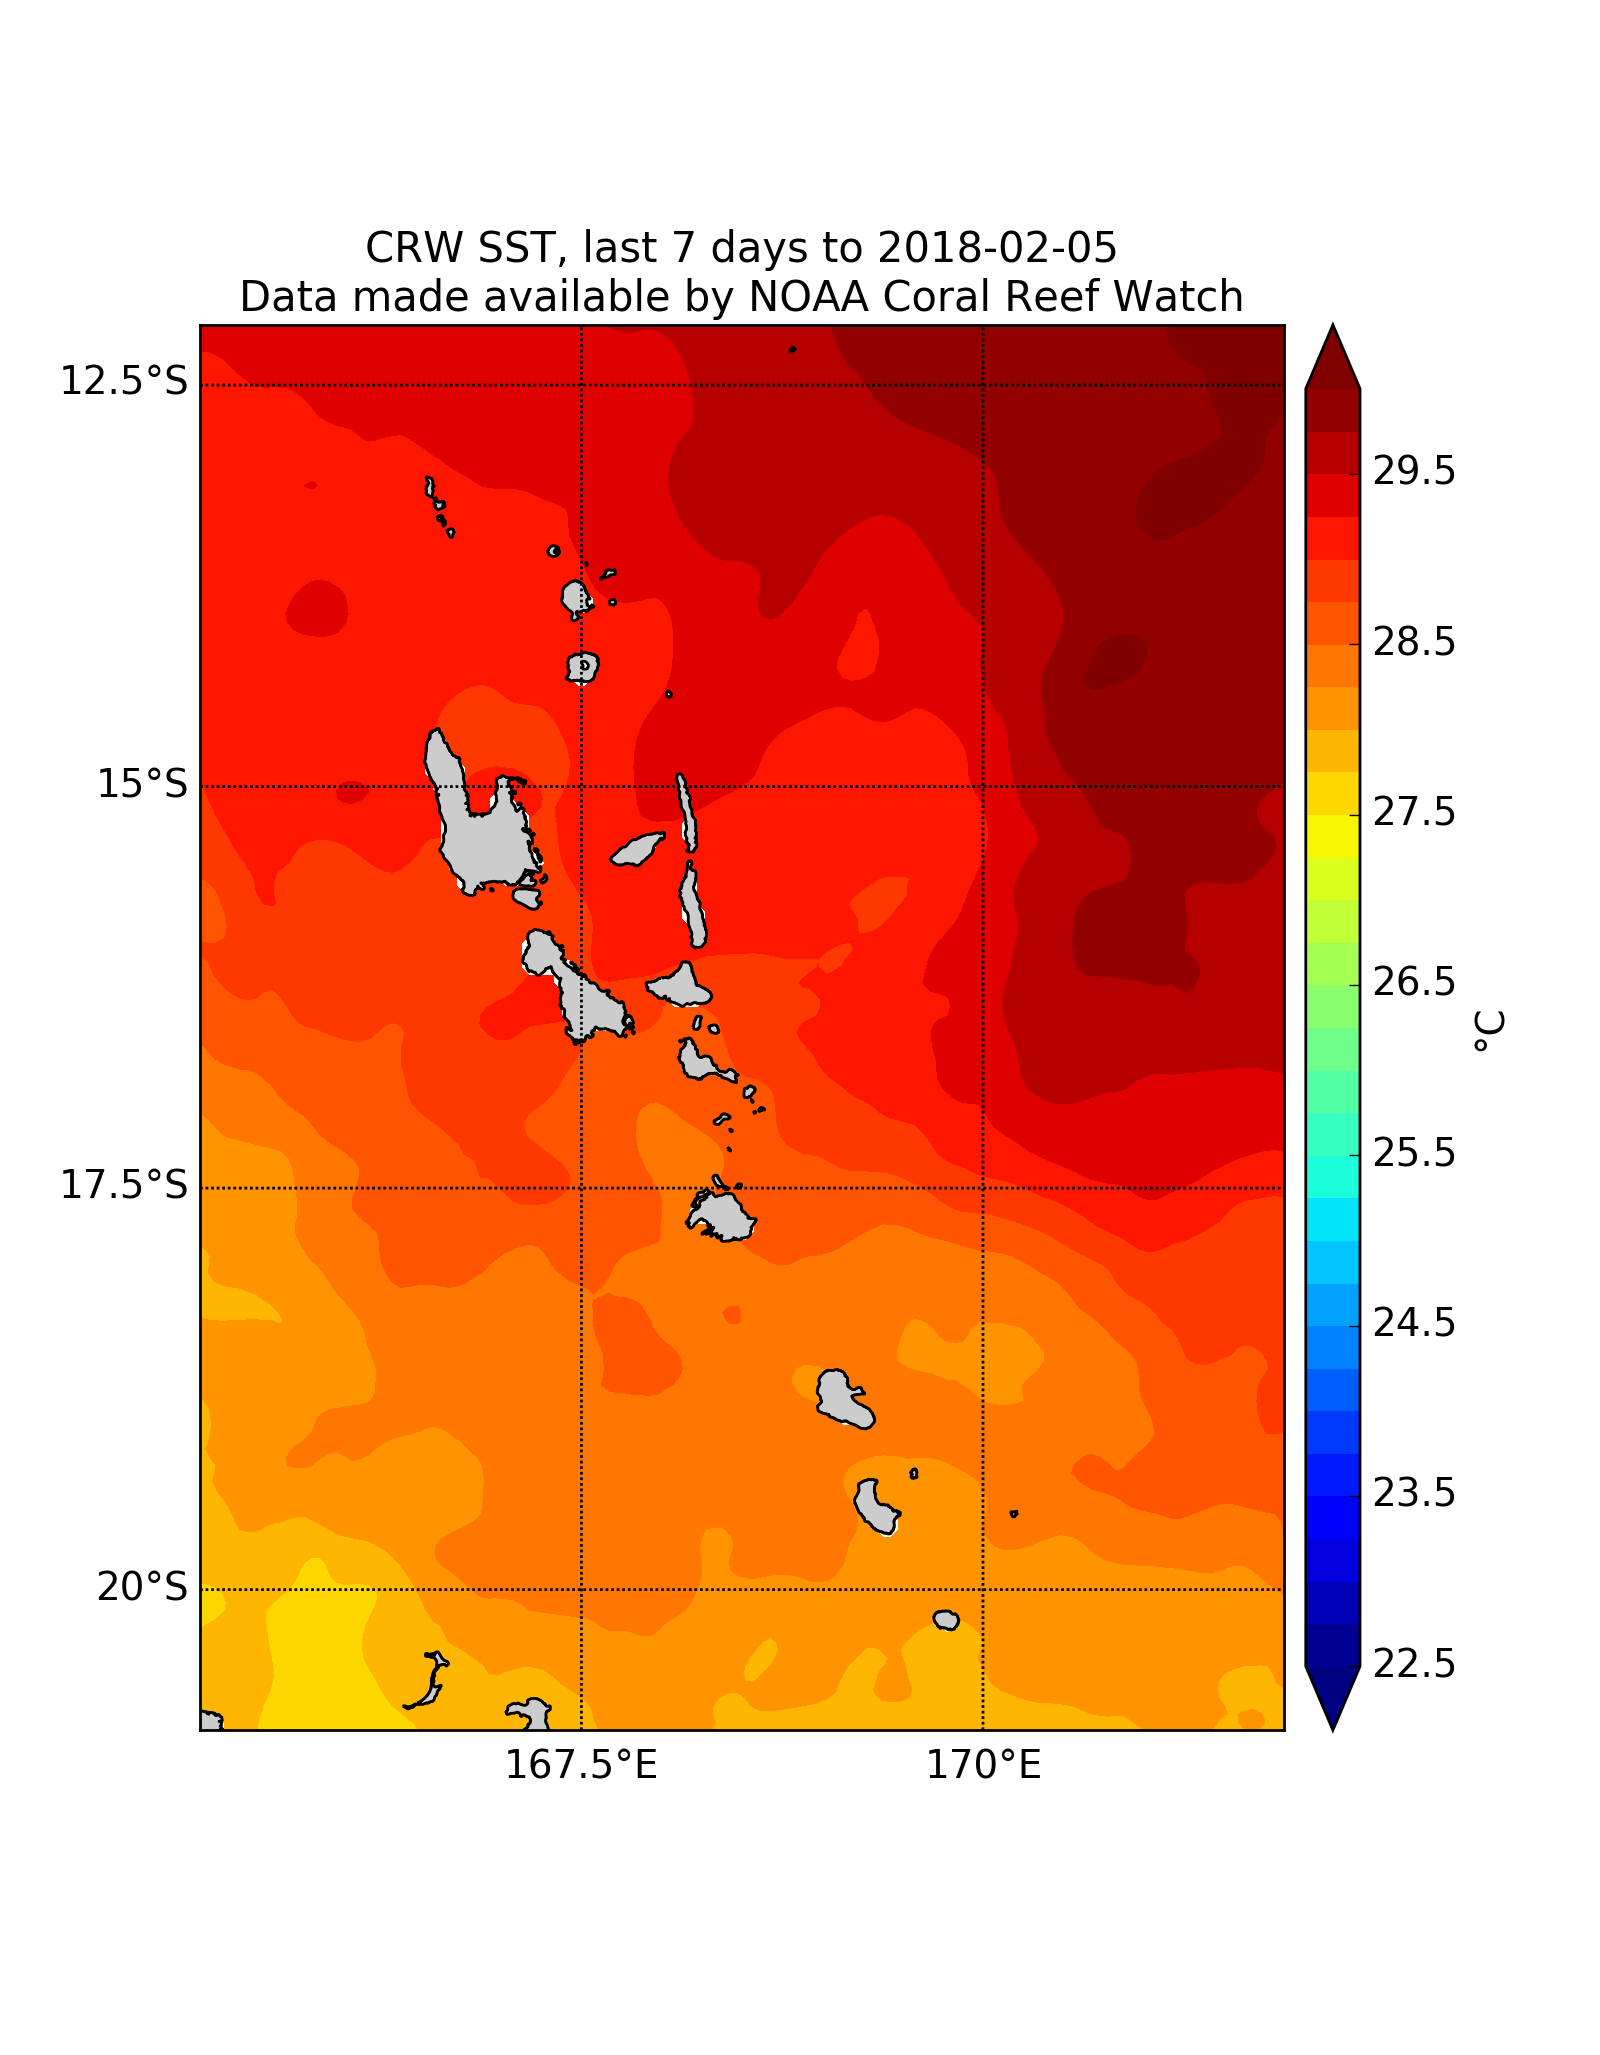 CRW SST, last 7 days to 2018-02-05
Data made available by NOAA Coral Reef Watch
12.5°S
15°S
17.5°S
20°S
167.5°E
170°E
29.5
28.5
27.5
26.5
25.5
24.5
23.5
22.5
°C